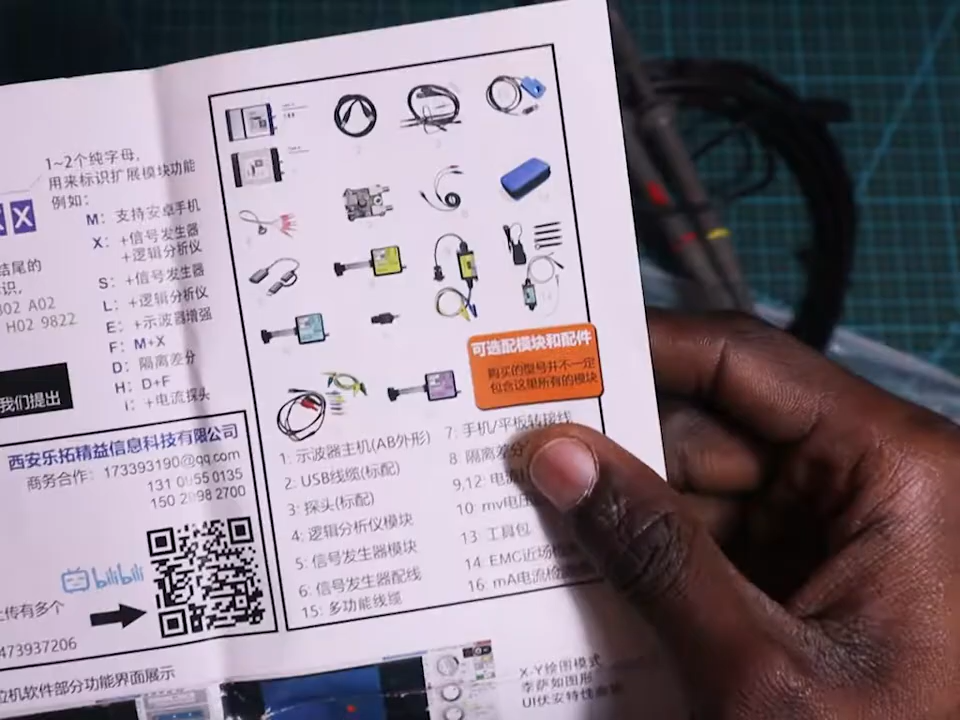 1~2个纯字母,
用来标识扩展模块功能
例如:
M: 支持安卓手机
X: +信号发生器
+逻辑分析仪
S: +信号发生器
L: +逻辑分析仪
E: +示波器增强
F: M+X
D: 隔离差分
H: D+F
i: +电流探头
XX
结尾的
802 A02
H02 9822
我们提出
西安乐拓精益信息科技有限公司
商务合作: 173393190@qq.com
131 0955 0135
150 2998 2700
bilibili
上传有多个
473937206
可选配模块和配件
购买的型号并不一定
包含这里所有的模块
1: 示波器主机(AB外形)
2: USB线缆(标配)
3: 探头(标配)
4: 逻辑分析仪模块
5: 信号发生器模块
6: 信号发生器配线
15: 多功能线缆
7: 手机/平板转接线
8 隔离差分
9,12: 电流
10 mv电压
13: 工具包
14: EMC近场
16: mA电流检
位机软件部分功能界面展示
X-Y绘图模式
李萨如图形
UI伏安特性曲线